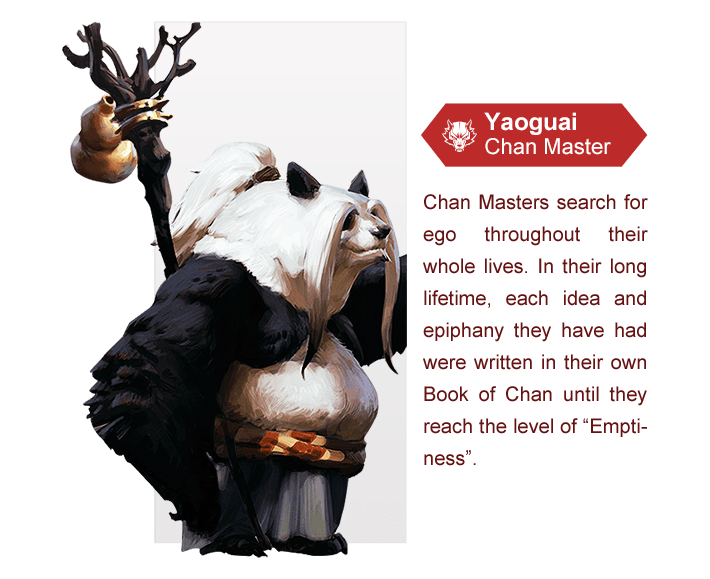 Yaoguai
Chan Master
Chan Masters search for
ego throughout their
whole lives. In their long
lifetime, each idea and
epiphany they have had
were written in their own
Book of Chan until they
reach the level of “Empti-
ness”.